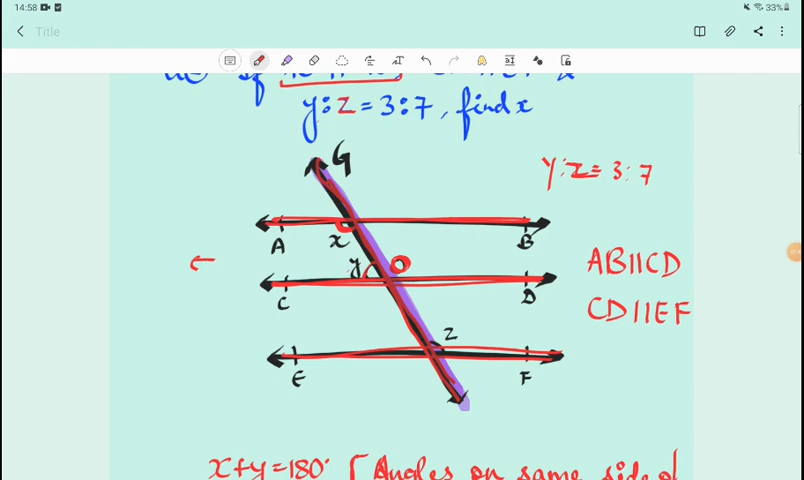 14:58
33%
Title
y:z = 3:7, find x
G
y:z = 3:7
A
x
B
y
AB||CD
C
D
CD||EF
z
E
F
x+y=180° [Angles on same side of